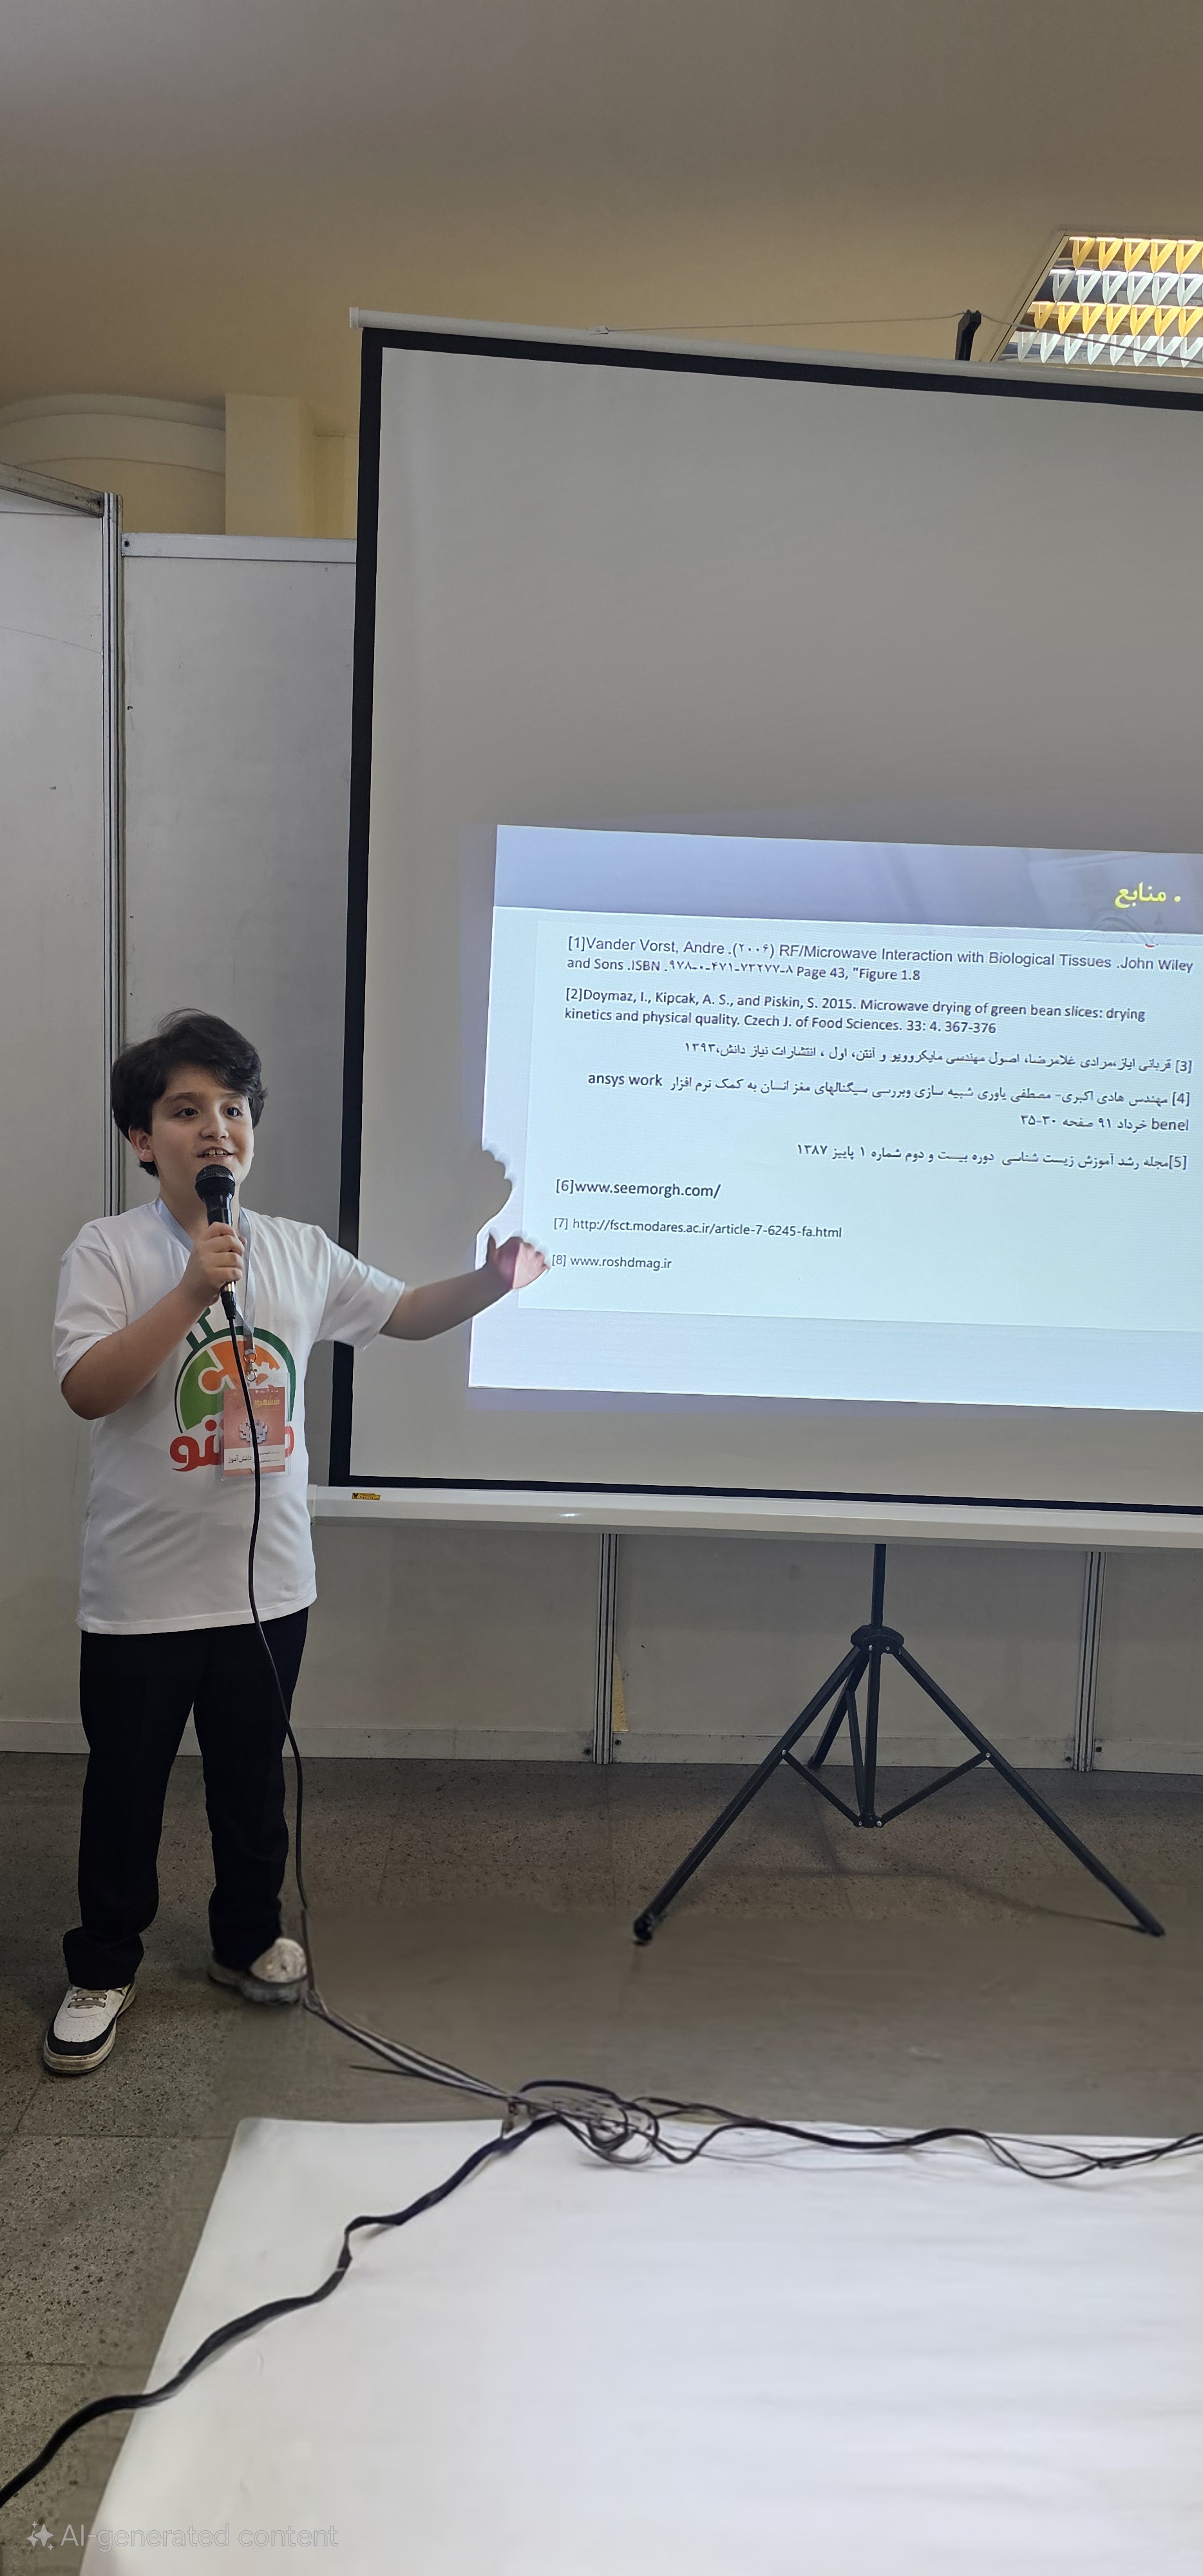 • منابع
[1]Vander Vorst, Andre .(۲۰۰۶) RF/Microwave Interaction with Biological Tissues .John Wiley
and Sons .ISBN .۹۷۸-۰-۴۷۱-۷۳۲۷۷-۸ Page 43, "Figure 1.8
[2]Doymaz, I., Kipcak, A. S., and Piskin, S. 2015. Microwave drying of green bean slices: drying
kinetics and physical quality. Czech J. of Food Sciences. 33: 4. 367-376
[3] قربانی ایاز،مرادی غلامرضا، اصول مهندسی مایکروویو و آنتن، اول ، انتشارات نیاز دانش،۱۳۹۳
[4] مهندس هادی اکبری- مصطفی یاوری شبیه سازی وبررسی سیگنالهای مغز انسان به کمک نرم افزار ansys work
benel خرداد ۹۱ صفحه ۳۰-۳۵
[5]مجله رشد آموزش زیست شناسی دوره بیست و دوم شماره ۱ پاییز ۱۳۸۷
[6]www.seemorgh.com/
[7] http://fsct.modares.ac.ir/article-7-6245-fa.html
[8] www.roshdmag.ir
دانش آموز
AI-generated content